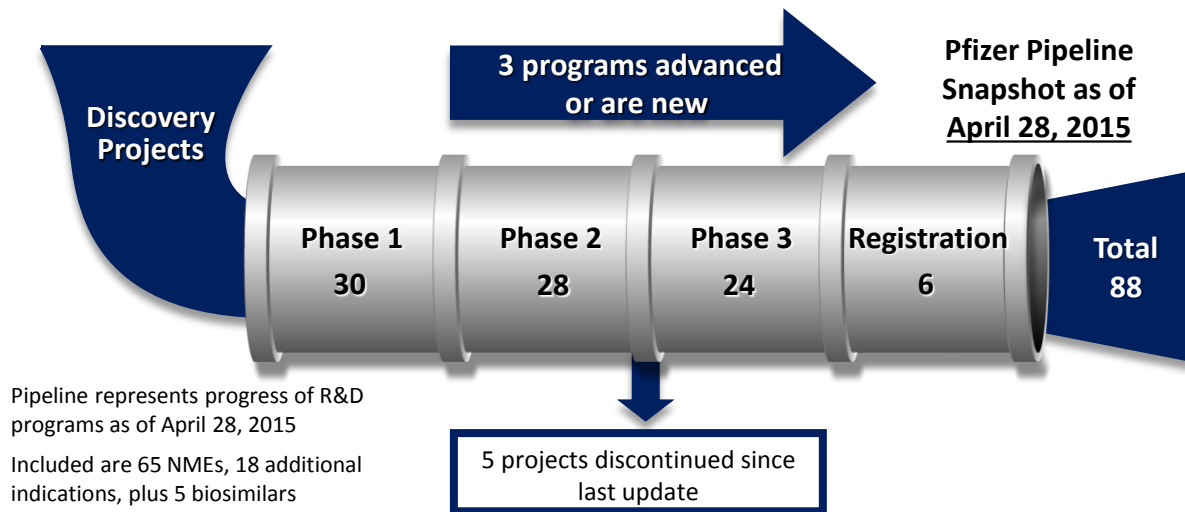 Discovery
Projects
3 programs advanced
or are new
Pfizer Pipeline
Snapshot as of
April 28, 2015
Phase 1
30
Phase 2
28
Phase 3
24
Registration
6
Total
88
Pipeline represents progress of R&D
programs as of April 28, 2015
Included are 65 NMEs, 18 additional
indications, plus 5 biosimilars
5 projects discontinued since
last update